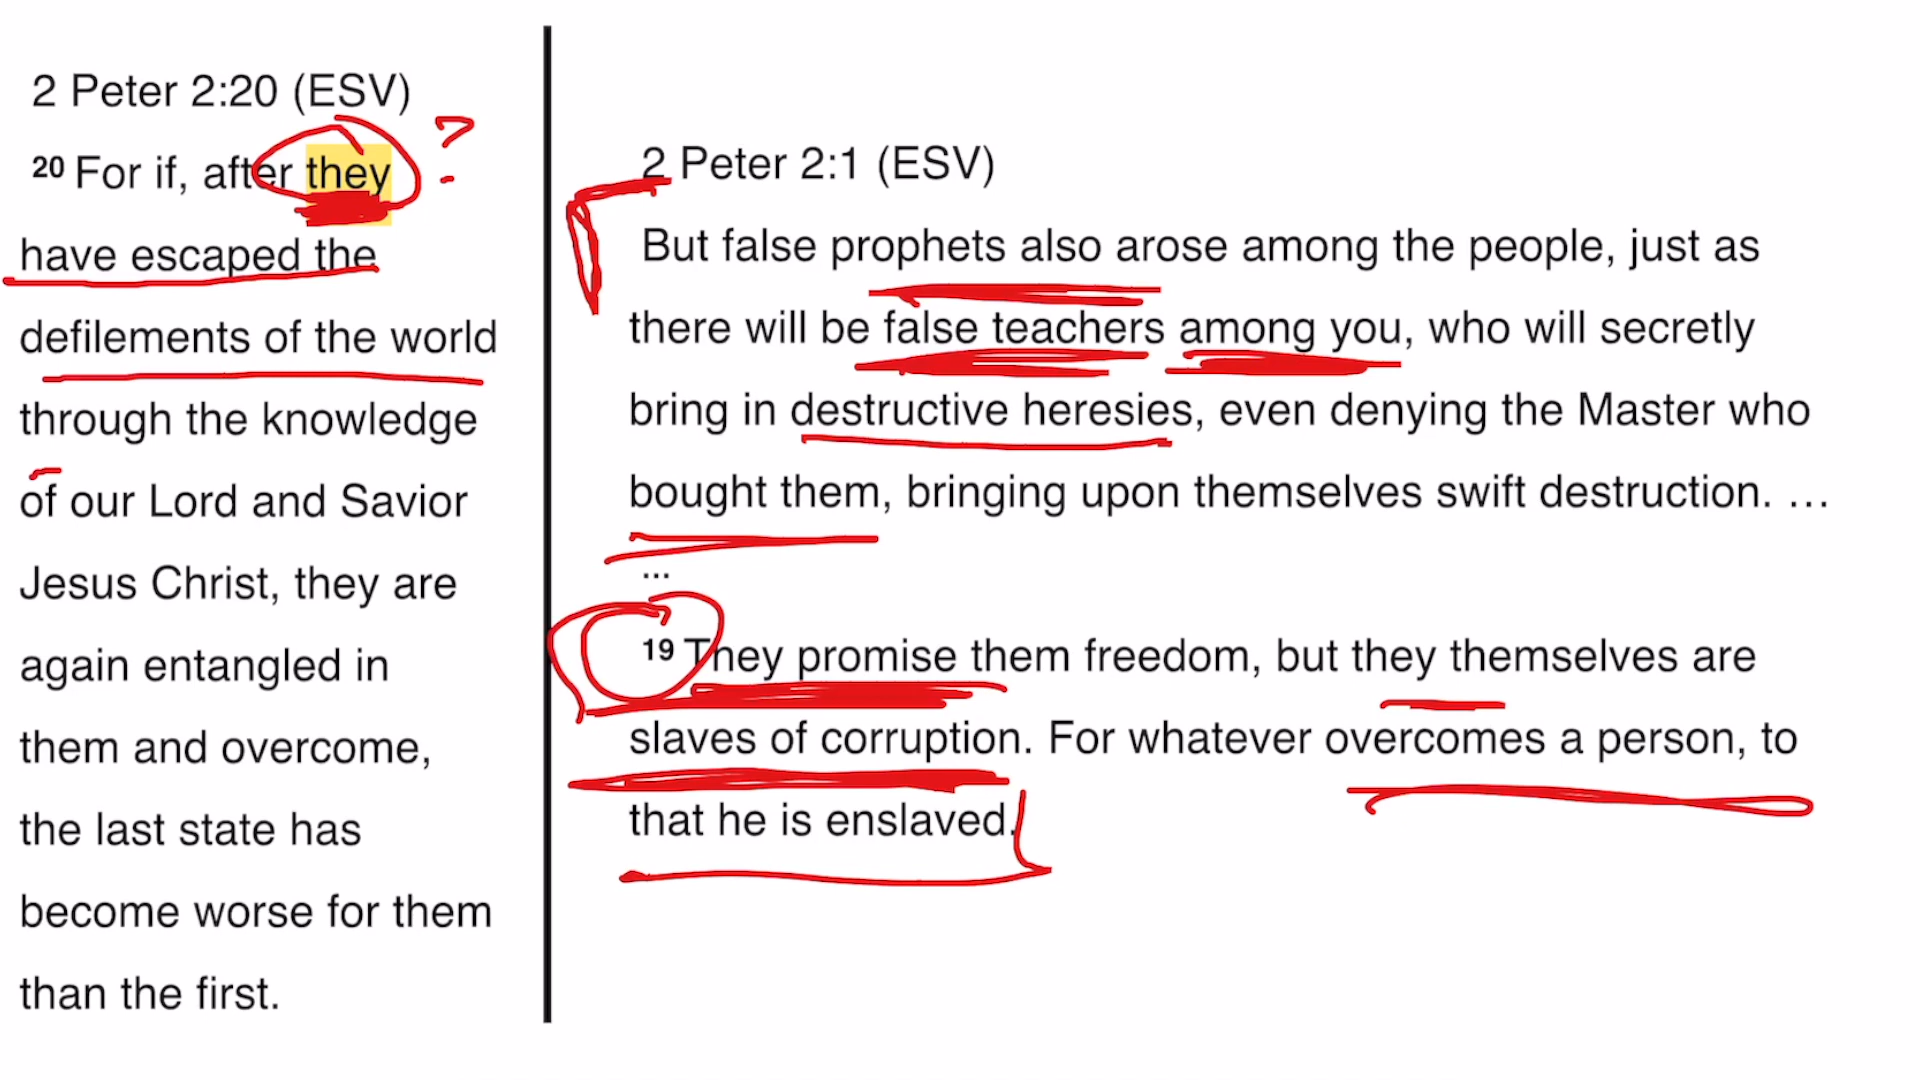 2 Peter 2:20 (ESV)
20 For if, after they
?
have escaped the
defilements of the world
through the knowledge
of our Lord and Savior
Jesus Christ, they are
again entangled in
them and overcome,
the last state has
become worse for them
than the first.
2 Peter 2:1 (ESV)
But false prophets also arose among the people, just as
there will be false teachers among you, who will secretly
bring in destructive heresies, even denying the Master who
bought them, bringing upon themselves swift destruction. …
...
19 They promise them freedom, but they themselves are
slaves of corruption. For whatever overcomes a person, to
that he is enslaved.